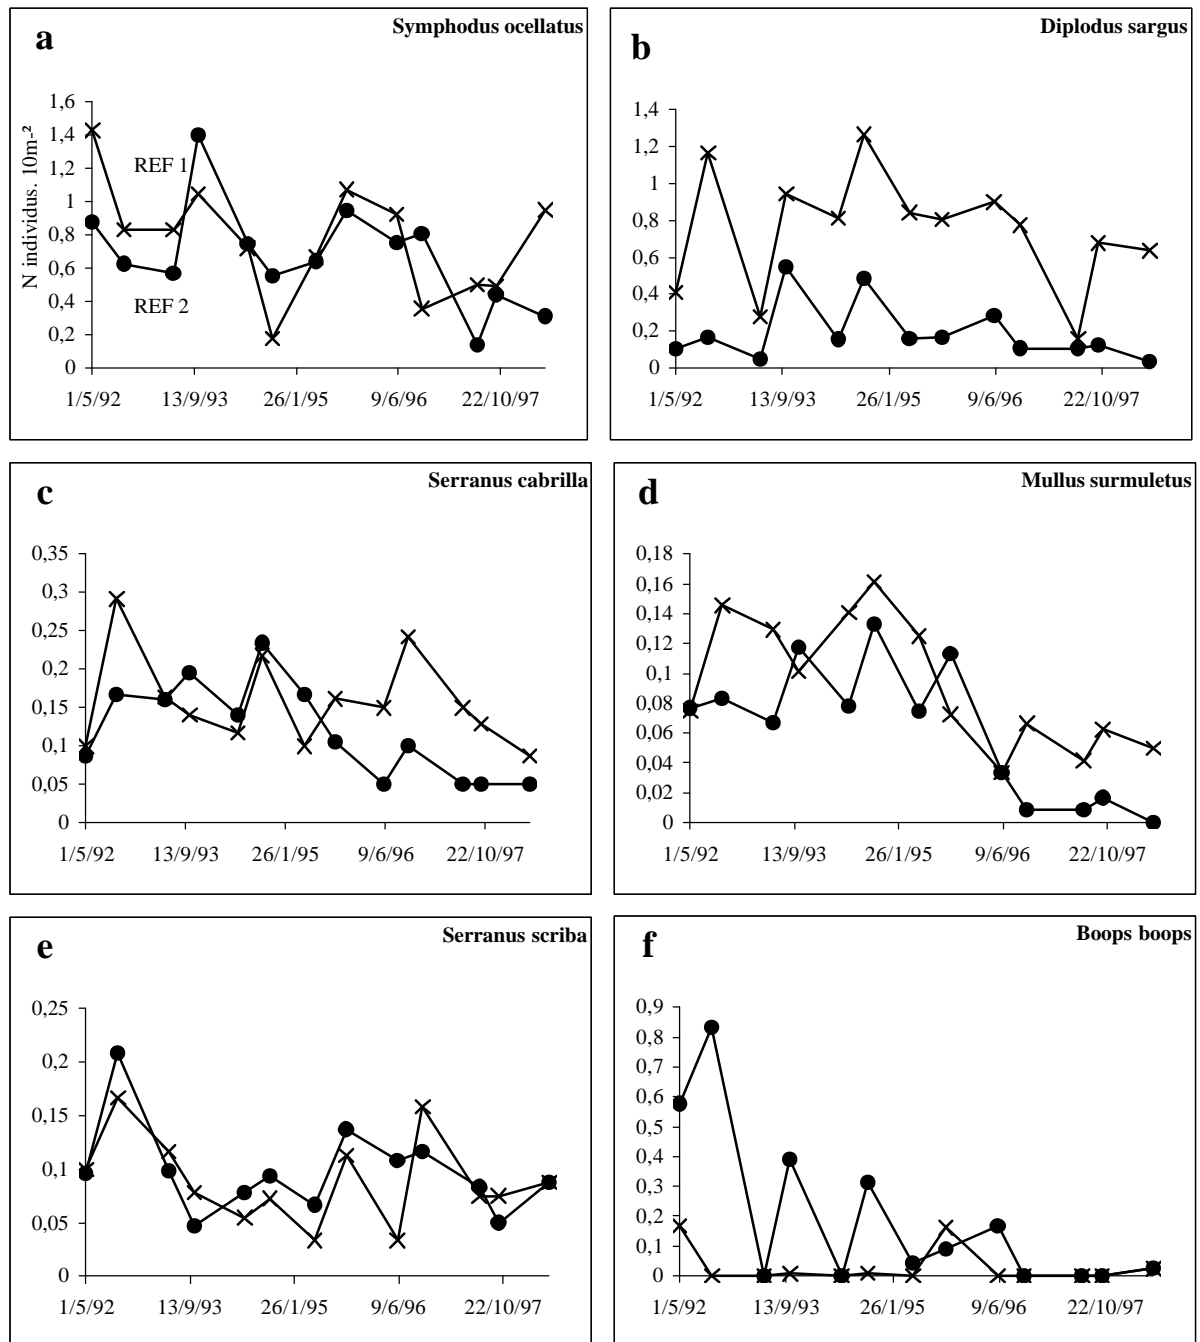 a
Symphodus ocellatus
N individus. 10m-²
1,6
1,4
1,2
1
0,8
0,6
0,4
0,2
0
REF 1
REF 2
1/5/92 13/9/93 26/1/95 9/6/96 22/10/97
b
Diplodus sargus
1,4
1,2
1
0,8
0,6
0,4
0,2
0
1/5/92 13/9/93 26/1/95 9/6/96 22/10/97
c
Serranus cabrilla
0,35
0,3
0,25
0,2
0,15
0,1
0,05
0
1/5/92 13/9/93 26/1/95 9/6/96 22/10/97
d
Mullus surmuletus
0,18
0,16
0,14
0,12
0,1
0,08
0,06
0,04
0,02
0
1/5/92 13/9/93 26/1/95 9/6/96 22/10/97
e
Serranus scriba
0,25
0,2
0,15
0,1
0,05
0
1/5/92 13/9/93 26/1/95 9/6/96 22/10/97
f
Boops boops
0,9
0,8
0,7
0,6
0,5
0,4
0,3
0,2
0,1
0
1/5/92 13/9/93 26/1/95 9/6/96 22/10/97